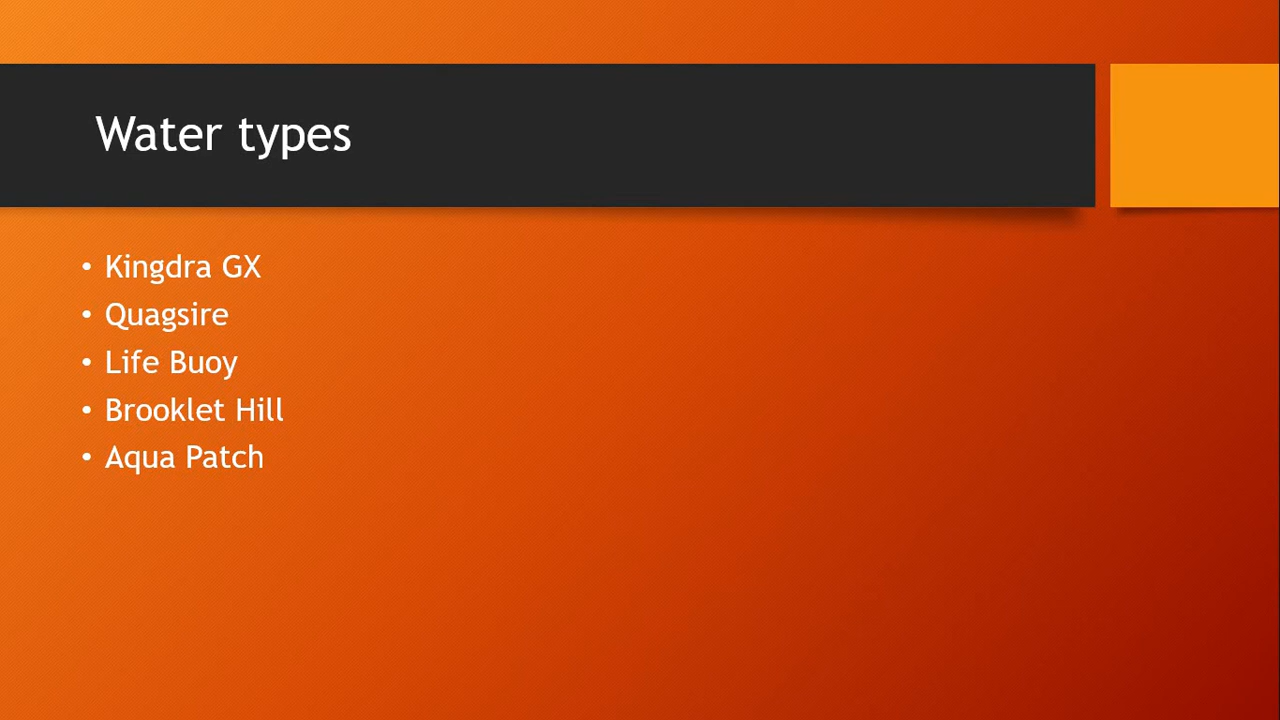 Water types
• Kingdra GX
• Quagsire
• Life Buoy
• Brooklet Hill
• Aqua Patch